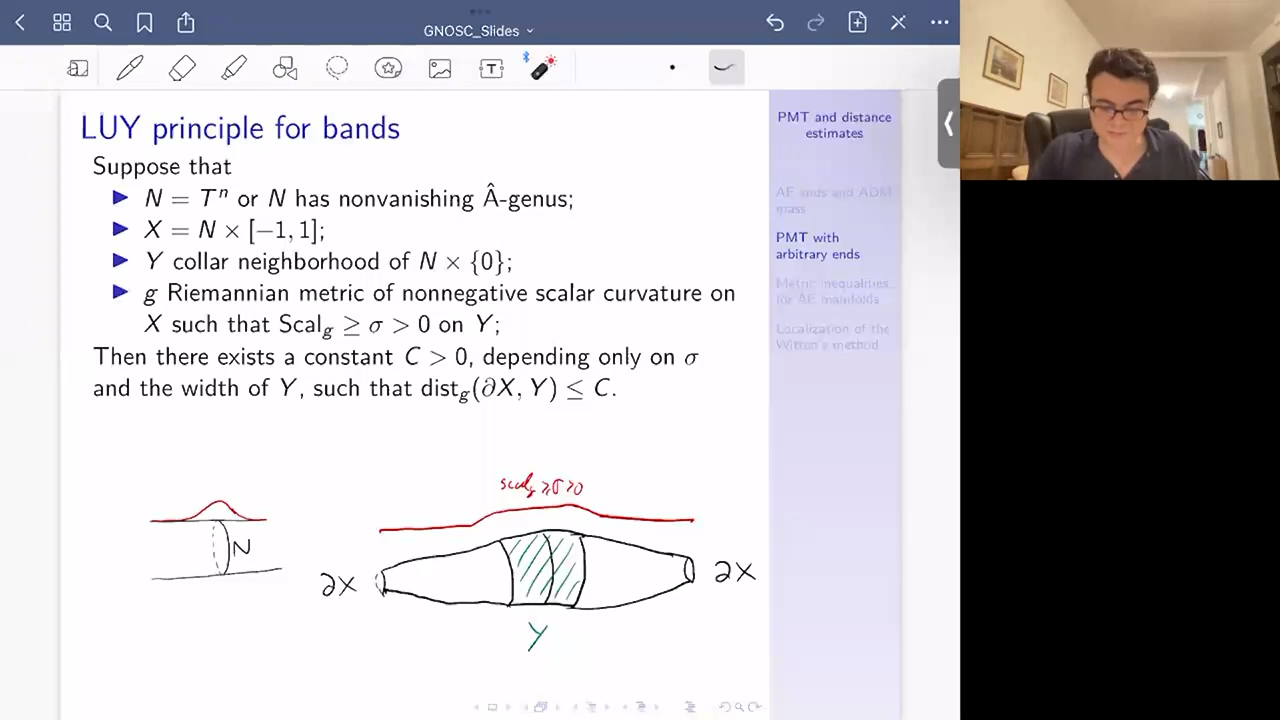 GNOSC_Slides
LUY principle for bands
Suppose that
▶ N = Tⁿ or N has nonvanishing Â-genus;
▶ X = N × [−1, 1];
▶ Y collar neighborhood of N × {0};
▶ g Riemannian metric of nonnegative scalar curvature on
X such that Scal_g ≥ σ > 0 on Y;
Then there exists a constant C > 0, depending only on σ
and the width of Y, such that dist_g(∂X, Y) ≤ C.
scal_g ≥ σ > 0
N
∂X
∂X
Y
PMT and distance
estimates
AE ends and ADM
mass
PMT with
arbitrary ends
Metric inequalities
for AE manifolds
Localization of the
Witten's method